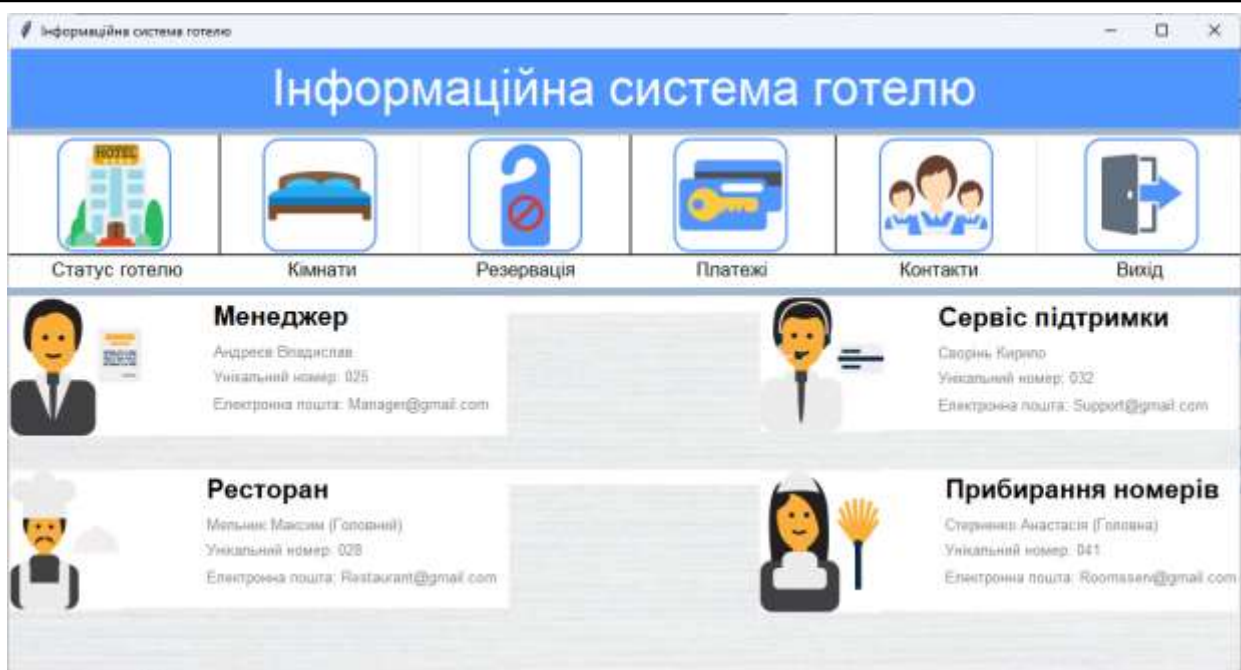 Інформаційна система готелю
Інформаційна система готелю
HOTEL
Статус готелю
Кімнати
Резервація
Платежі
Контакти
Вихід
Менеджер
Андреєв Владислав
Унікальний номер: 025
Електронна пошта: Manager@gmail.com
Сервіс підтримки
Кирило
Унікальний номер: 032
Електронна пошта: Support@gmail.com
Ресторан
Мельник Максим (Головний)
Унікальний номер: 028
Електронна пошта: Restaurant@gmail.com
Прибирання номерів
Анастасія (Головна)
Унікальний номер: 041
Електронна пошта: Roomsserv@gmail.com